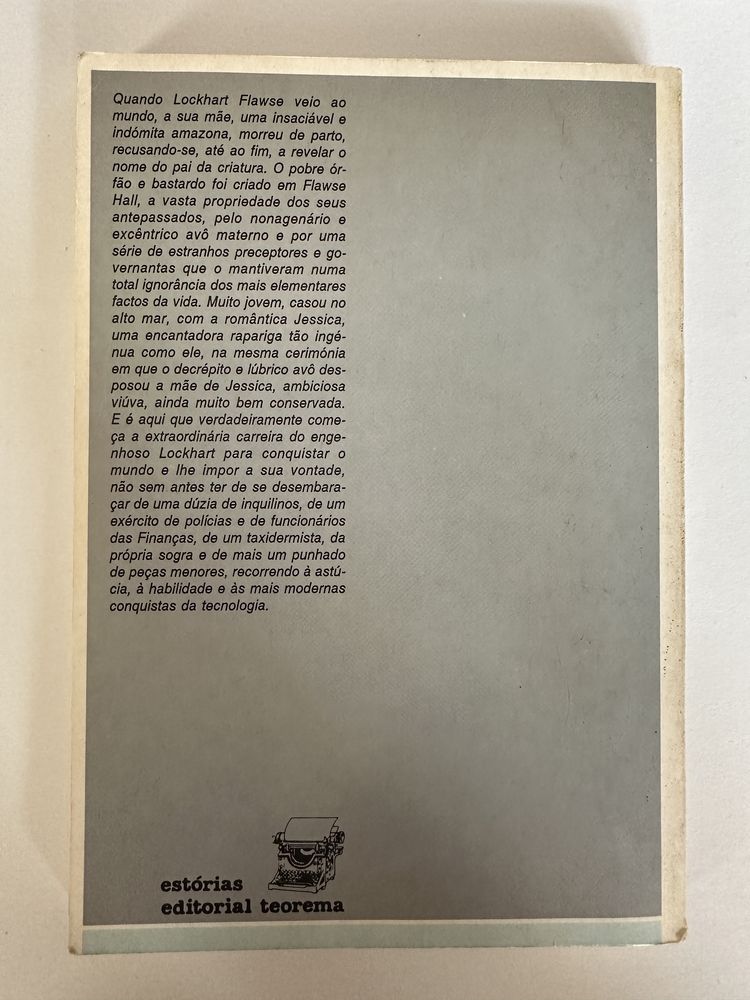 Quando Lockhart Flawse veio ao
mundo, a sua mãe, uma insaciável e
indómita amazona, morreu de parto,
recusando-se, até ao fim, a revelar o
nome do pai da criatura. O pobre ór-
fão e bastardo foi criado em Flawse
Hall, a vasta propriedade dos seus
antepassados, pelo nonagenário e
excêntrico avô materno e por uma
série de estranhos preceptores e go-
vernantas que o mantiveram numa
total ignorância dos mais elementares
factos da vida. Muito jovem, casou no
alto mar, com a romântica Jessica,
uma encantadora rapariga tão ingé-
nua como ele, na mesma cerimónia
em que o decrépito e lúbrico avô des-
posou a mãe de Jessica, ambiciosa
viúva, ainda muito bem conservada.
E é aqui que verdadeiramente come-
ça a extraordinária carreira do enge-
nhoso Lockhart para conquistar o
mundo e lhe impor a sua vontade,
não sem antes ter de se desembara-
çar de uma dúzia de inquilinos, de um
exército de polícias e de funcionários
das Finanças, de um taxidermista, da
própria sogra e de mais um punhado
de peças menores, recorrendo à astú-
cia, à habilidade e às mais modernas
conquistas da tecnologia.
estórias
editorial teorema